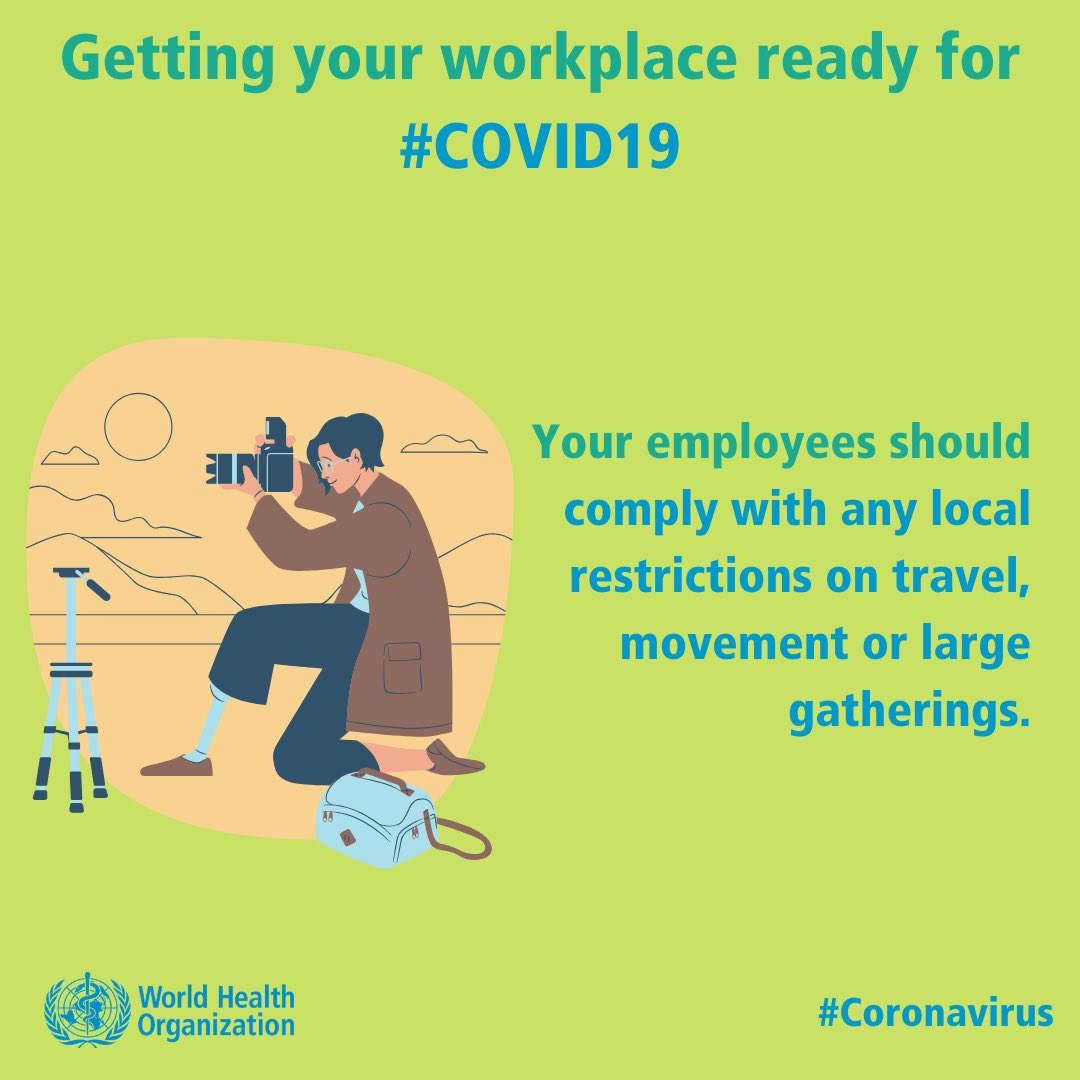 Getting your workplace ready for
#COVID19
Your employees should
comply with any local
restrictions on travel,
movement or large
gatherings.
World Health
Organization
#Coronavirus